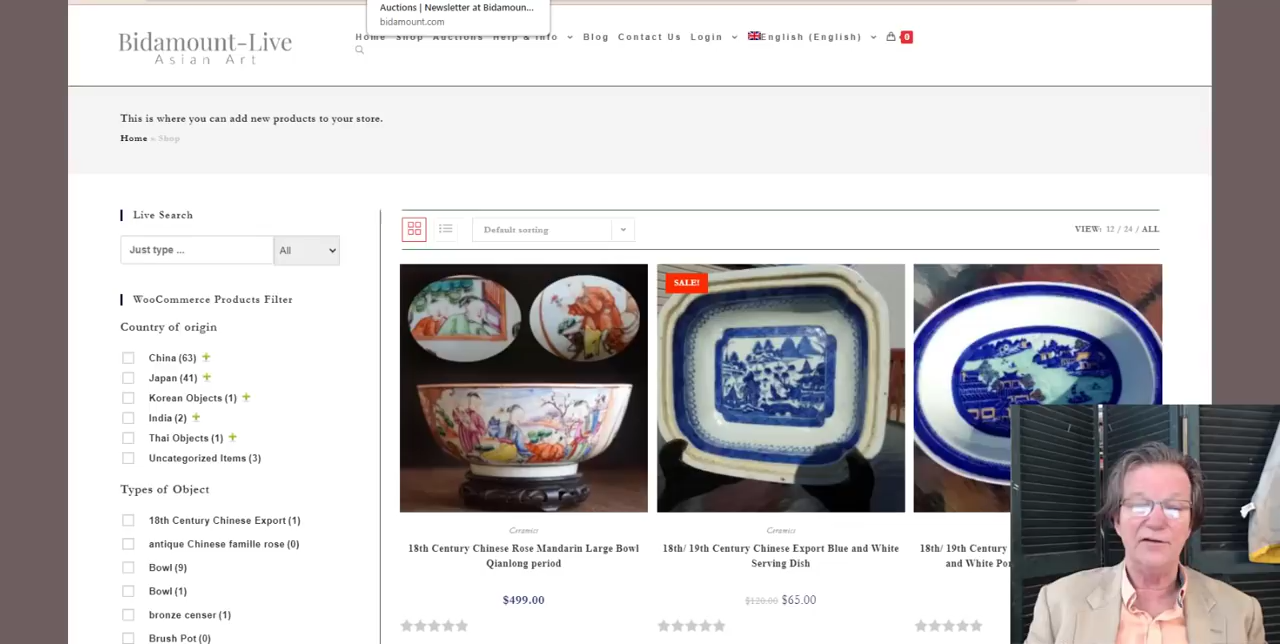 Auctions | Newsletter at Bidamoun...
bidamount.com
Bidamount-Live
Asian Art
Home Shop Auctions Help & Info Blog Contact Us Login English (English) 0
This is where you can add new products to your store.
Home » Shop
Live Search
Just type ... All
Default sorting
VIEW: 12 / 24 / ALL
WooCommerce Products Filter
Country of origin
China (63)
Japan (41)
Korean Objects (1)
India (2)
Thai Objects (1)
Uncategorized Items (3)
Types of Object
18th Century Chinese Export (1)
antique Chinese famille rose (0)
Bowl (9)
Bowl (1)
bronze censer (1)
Brush Pot (0)
Ceramics
18th Century Chinese Rose Mandarin Large Bowl
Qianlong period
$499.00
SALE!
Ceramics
18th/ 19th Century Chinese Export Blue and White
Serving Dish
$120.00 $65.00
18th/ 19th Century
and White